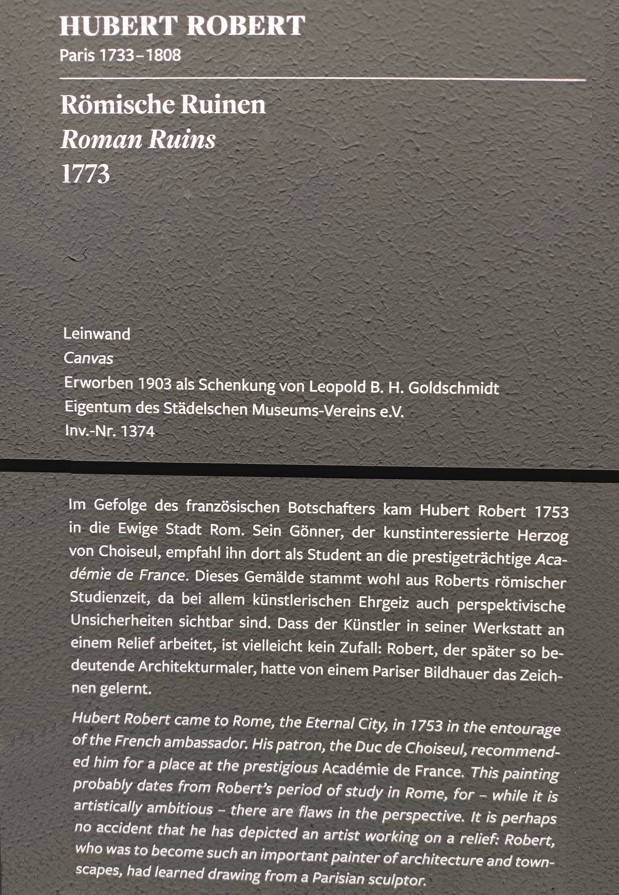 HUBERT ROBERT
Paris 1733–1808
Römische Ruinen
Roman Ruins
1773
Leinwand
Canvas
Erworben 1903 als Schenkung von Leopold B. H. Goldschmidt
Eigentum des Städelschen Museums-Vereins e.V.
Inv.-Nr. 1374
Im Gefolge des französischen Botschafters kam Hubert Robert 1753
in die Ewige Stadt Rom. Sein Gönner, der kunstinteressierte Herzog
von Choiseul, empfahl ihn dort als Student an die prestigeträchtige Aca-
démie de France. Dieses Gemälde stammt wohl aus Roberts römischer
Studienzeit, da bei allem künstlerischen Ehrgeiz auch perspektivische
Unsicherheiten sichtbar sind. Dass der Künstler in seiner Werkstatt an
einem Relief arbeitet, ist vielleicht kein Zufall: Robert, der später so be-
deutende Architekturmaler, hatte von einem Pariser Bildhauer das Zeich-
nen gelernt.
Hubert Robert came to Rome, the Eternal City, in 1753 in the entourage
of the French ambassador. His patron, the Duc de Choiseul, recommend-
ed him for a place at the prestigious Académie de France. This painting
probably dates from Robert's period of study in Rome, for – while it is
artistically ambitious – there are flaws in the perspective. It is perhaps
no accident that he has depicted an artist working on a relief: Robert,
who was to become such an important painter of architecture and town-
scapes, had learned drawing from a Parisian sculptor.